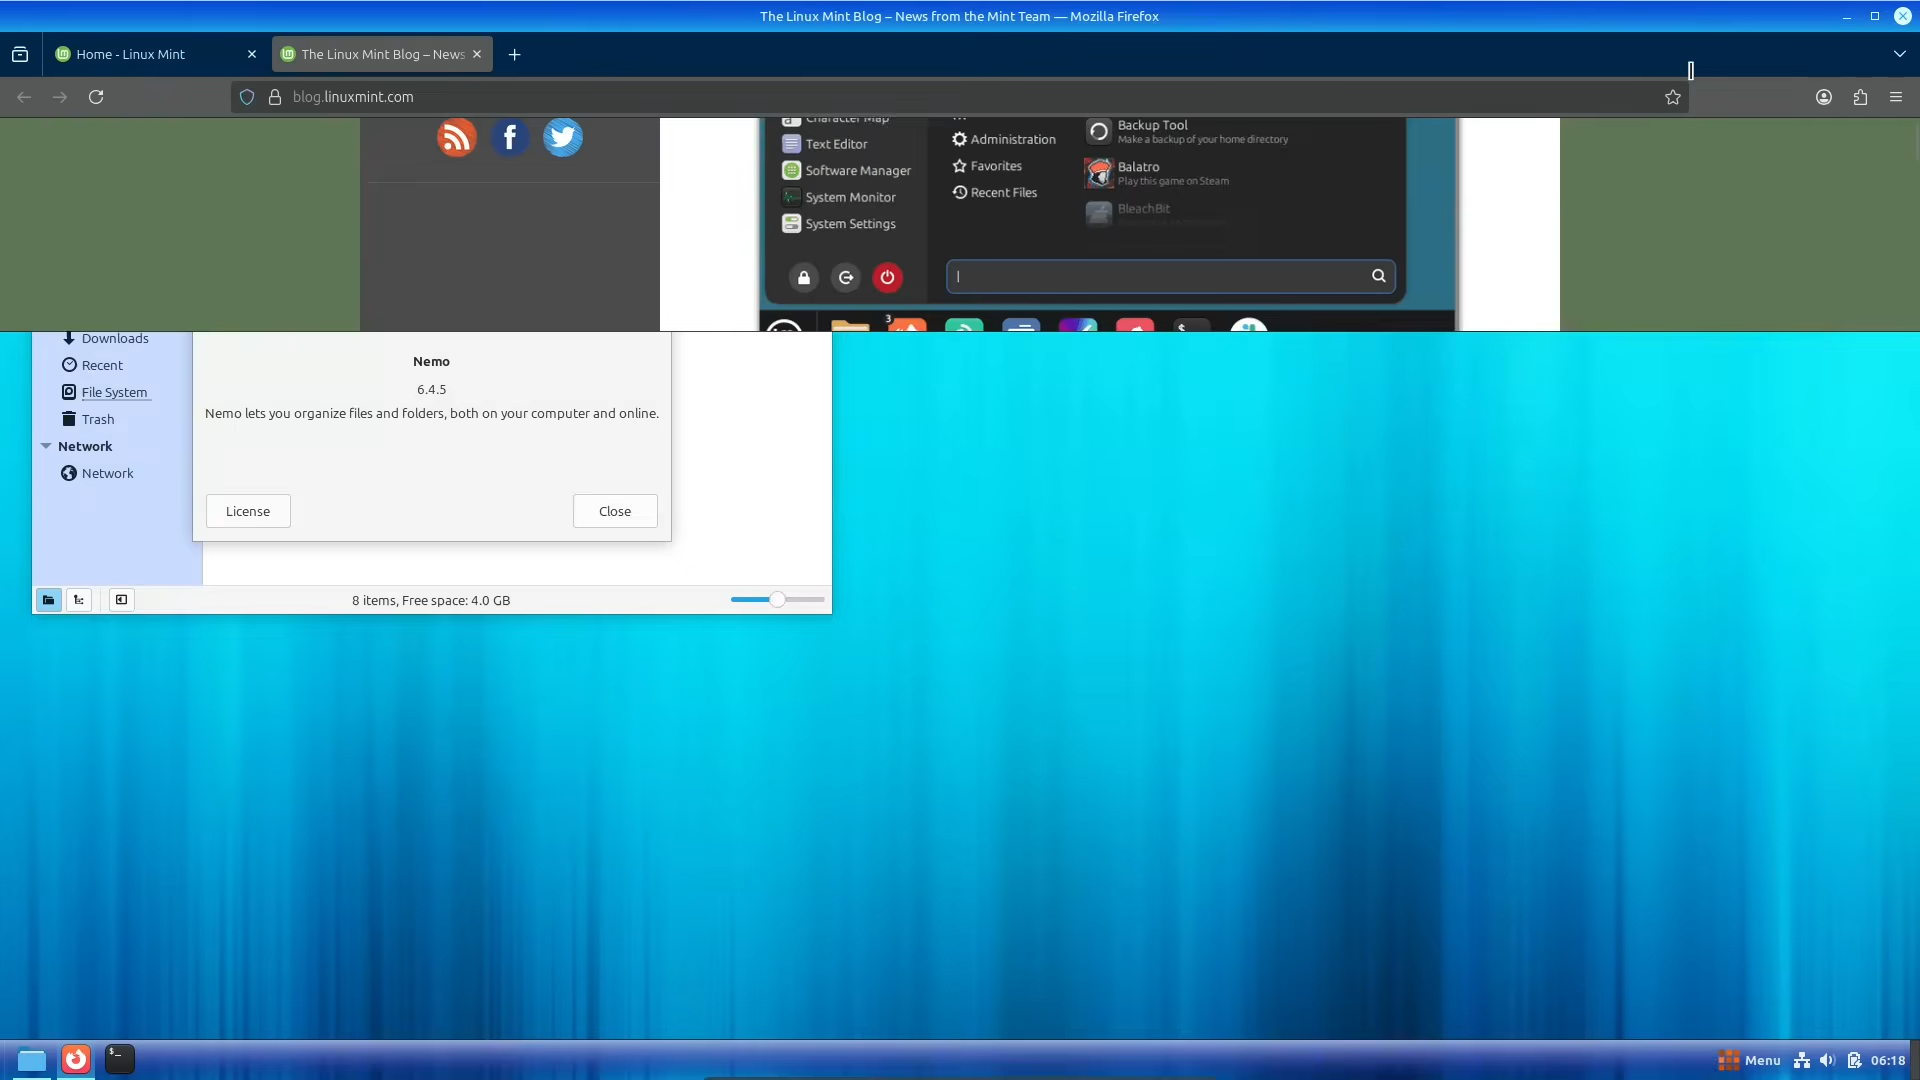 The Linux Mint Blog – News from the Mint Team — Mozilla Firefox
Home - Linux Mint
The Linux Mint Blog – News
blog.linuxmint.com
Character Map
Text Editor
Software Manager
System Monitor
System Settings
Administration
Favorites
Recent Files
Backup Tool
Make a backup of your home directory
Balatro
Play this game on Steam
BleachBit
3
Downloads
Recent
File System
Trash
Network
Network
Nemo
6.4.5
Nemo lets you organize files and folders, both on your computer and online.
License
Close
8 items, Free space: 4.0 GB
Menu
06:18